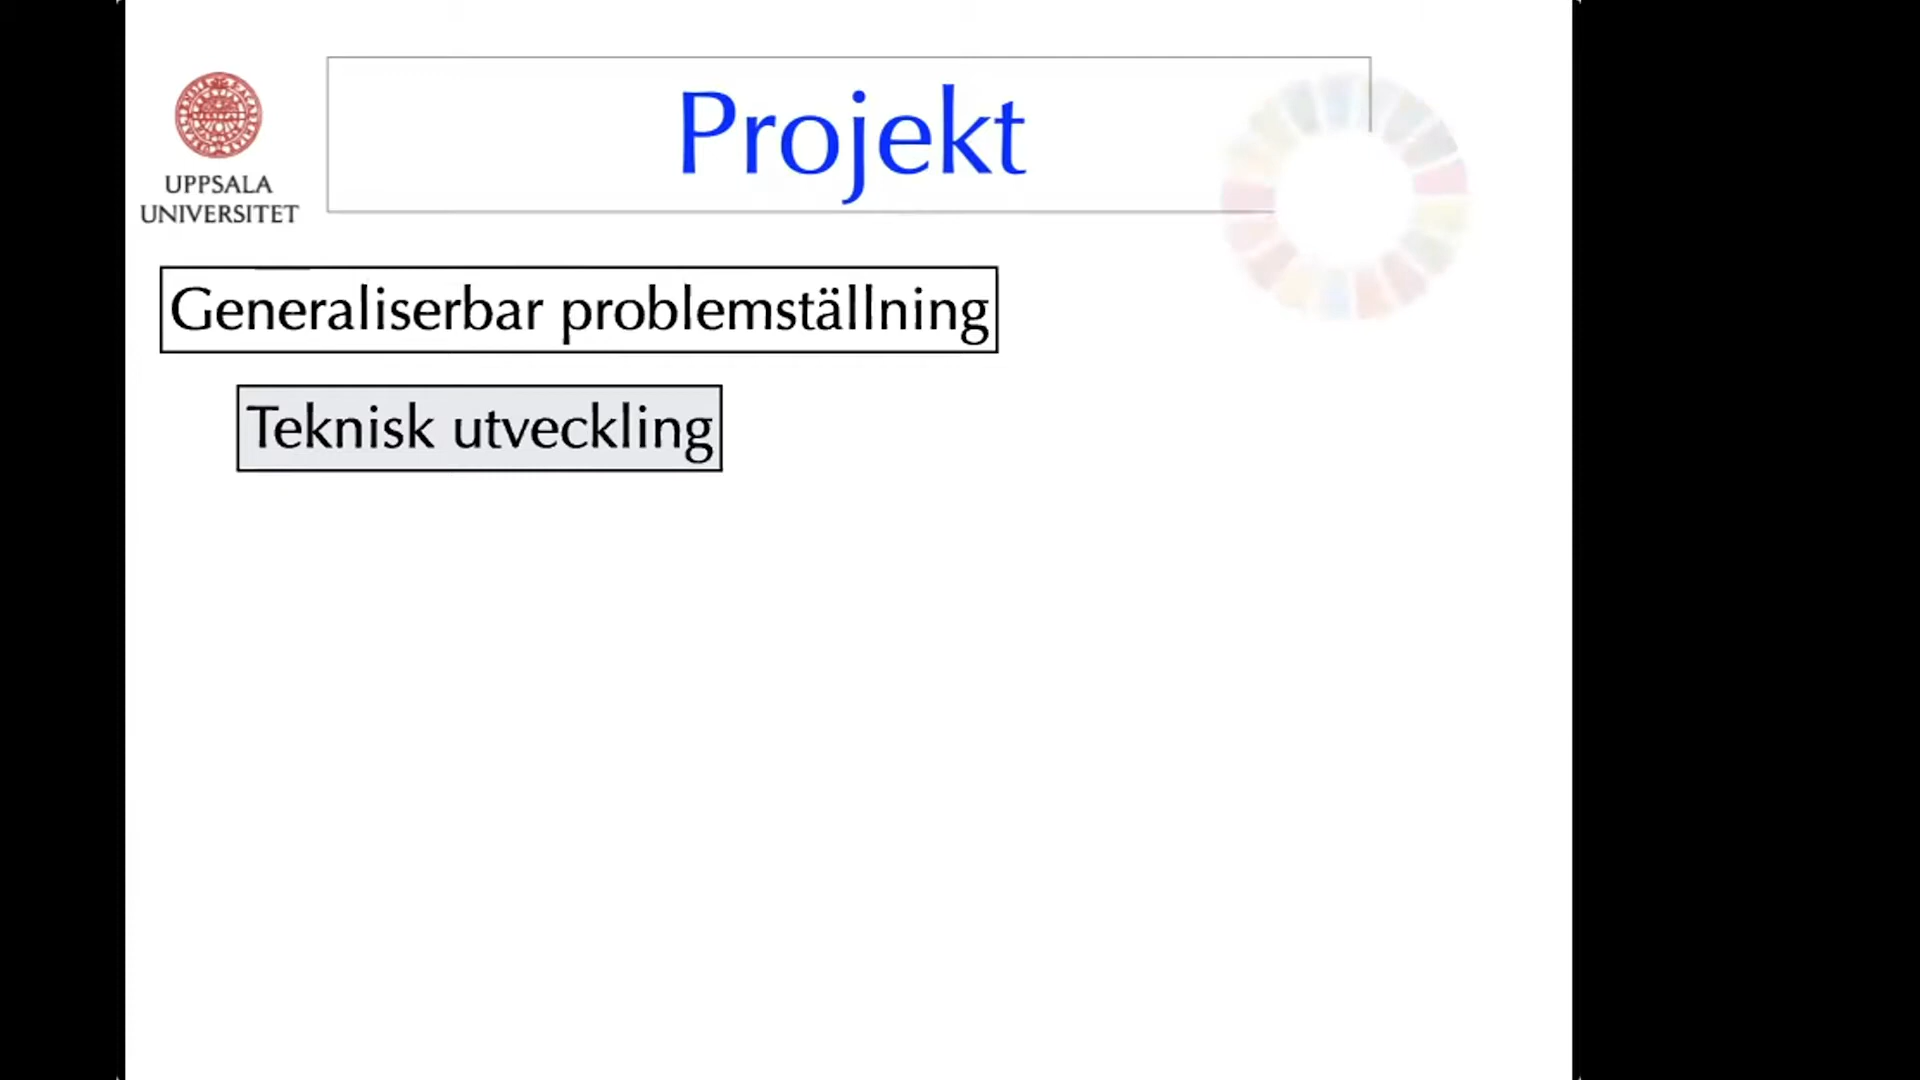 Projekt
UPPSALA
UNIVERSITET
Generaliserbar problemställning
Teknisk utveckling